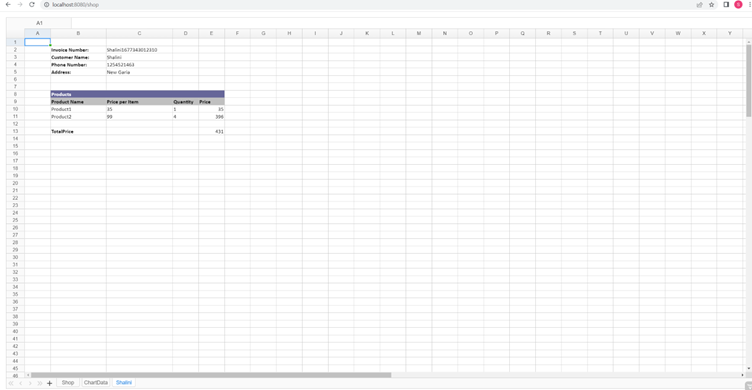 localhost:8080/shop
A1
A B C D E F G H I J K L M N O P Q R S T U V W X Y
1
2 Invoice Number: Shalini1677343012310
3 Customer Name: Shalini
4 Phone Number: 1254521463
5 Address: New Garia
6
7
8 Products
9 Product Name Price per Item Quantity Price
10 Product1 35 1 35
11 Product2 99 4 396
12
13 TotalPrice 431
14
15
16
17
18
19
20
21
22
23
24
25
26
27
28
29
30
31
32
33
34
35
36
37
38
39
40
41
42
43
44
45
46
Shop ChartData Shalini